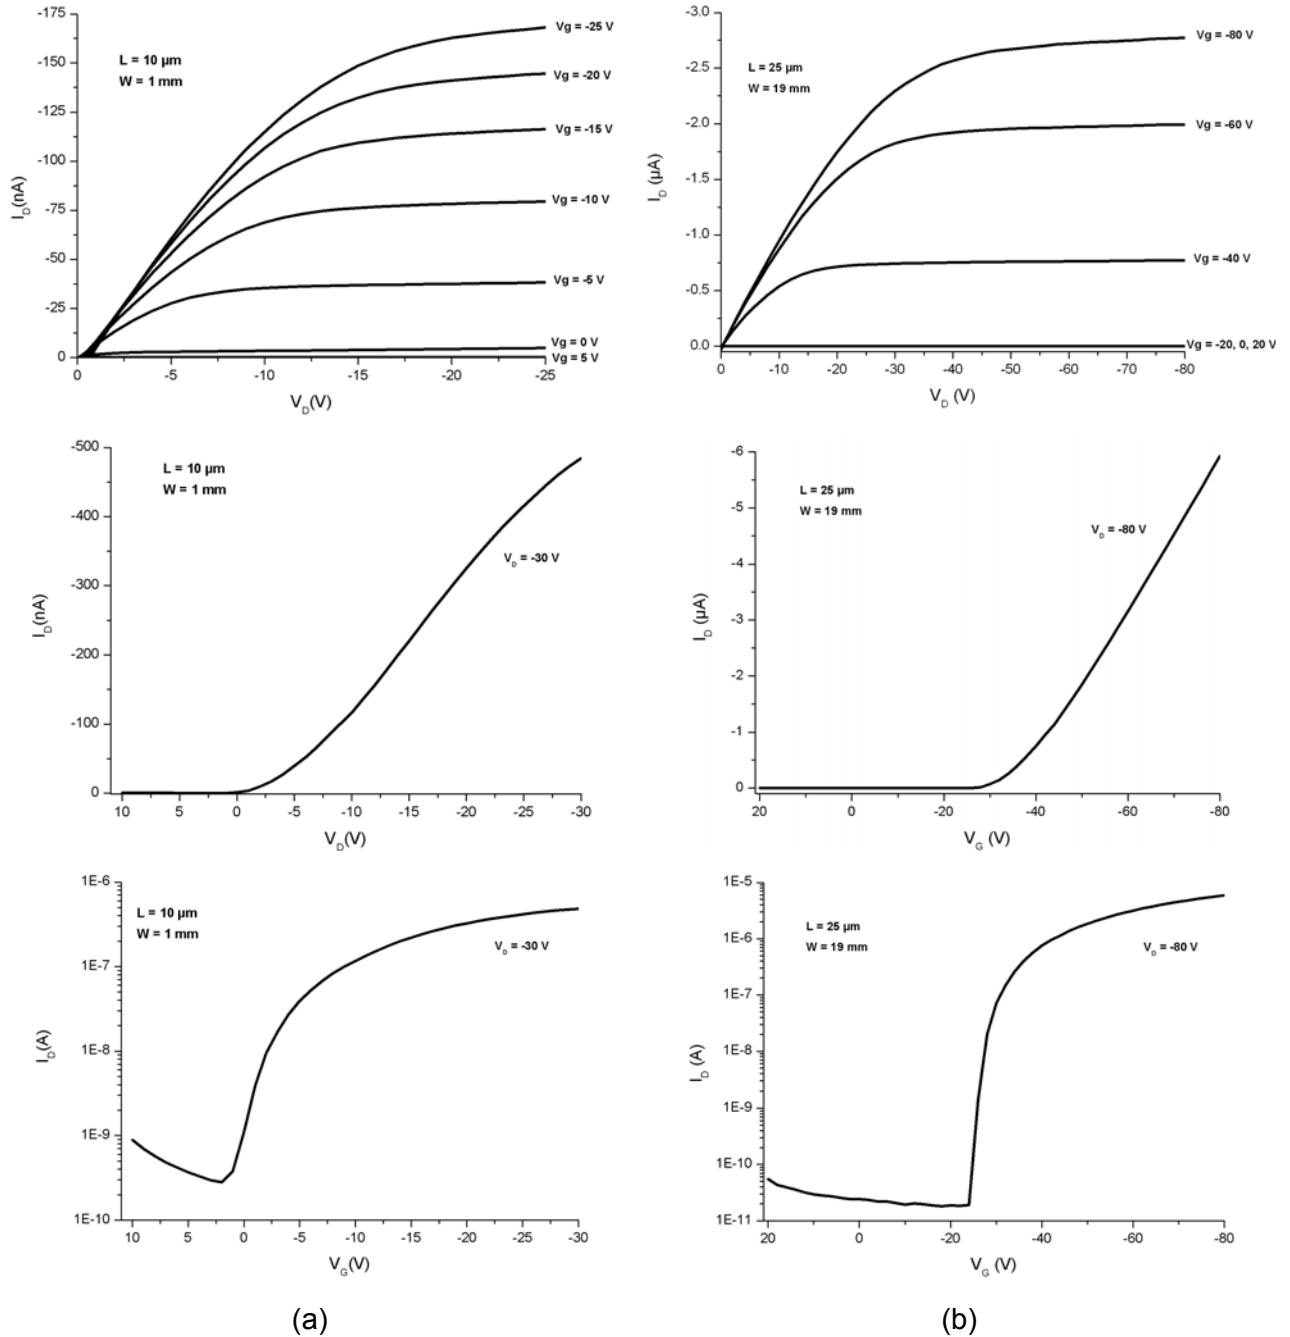 -175
-150
-125
-100
-75
-50
-25
0
I_D(nA)
L = 10 µm
W = 1 mm
Vg = -25 V
Vg = -20 V
Vg = -15 V
Vg = -10 V
Vg = -5 V
Vg = 0 V
Vg = 5 V
0 -5 -10 -15 -20 -25
V_D(V)
-3.0
-2.5
-2.0
-1.5
-1.0
-0.5
0.0
I_D (µA)
L = 25 µm
W = 19 mm
Vg = -80 V
Vg = -60 V
Vg = -40 V
Vg = -20, 0, 20 V
0 -10 -20 -30 -40 -50 -60 -70 -80
V_D (V)
-500
-400
-300
-200
-100
0
I_D(nA)
L = 10 µm
W = 1 mm
V_D = -30 V
10 5 0 -5 -10 -15 -20 -25 -30
V_D(V)
-6
-5
-4
-3
-2
-1
0
I_D (µA)
L = 25 µm
W = 19 mm
V_D = -80 V
20 0 -20 -40 -60 -80
V_G (V)
1E-6
1E-7
1E-8
1E-9
1E-10
I_D(A)
L = 10 µm
W = 1 mm
V_D = -30 V
10 5 0 -5 -10 -15 -20 -25 -30
V_G(V)
1E-5
1E-6
1E-7
1E-8
1E-9
1E-10
1E-11
I_D (A)
L = 25 µm
W = 19 mm
V_D = -80 V
20 0 -20 -40 -60 -80
V_G (V)
(a)
(b)